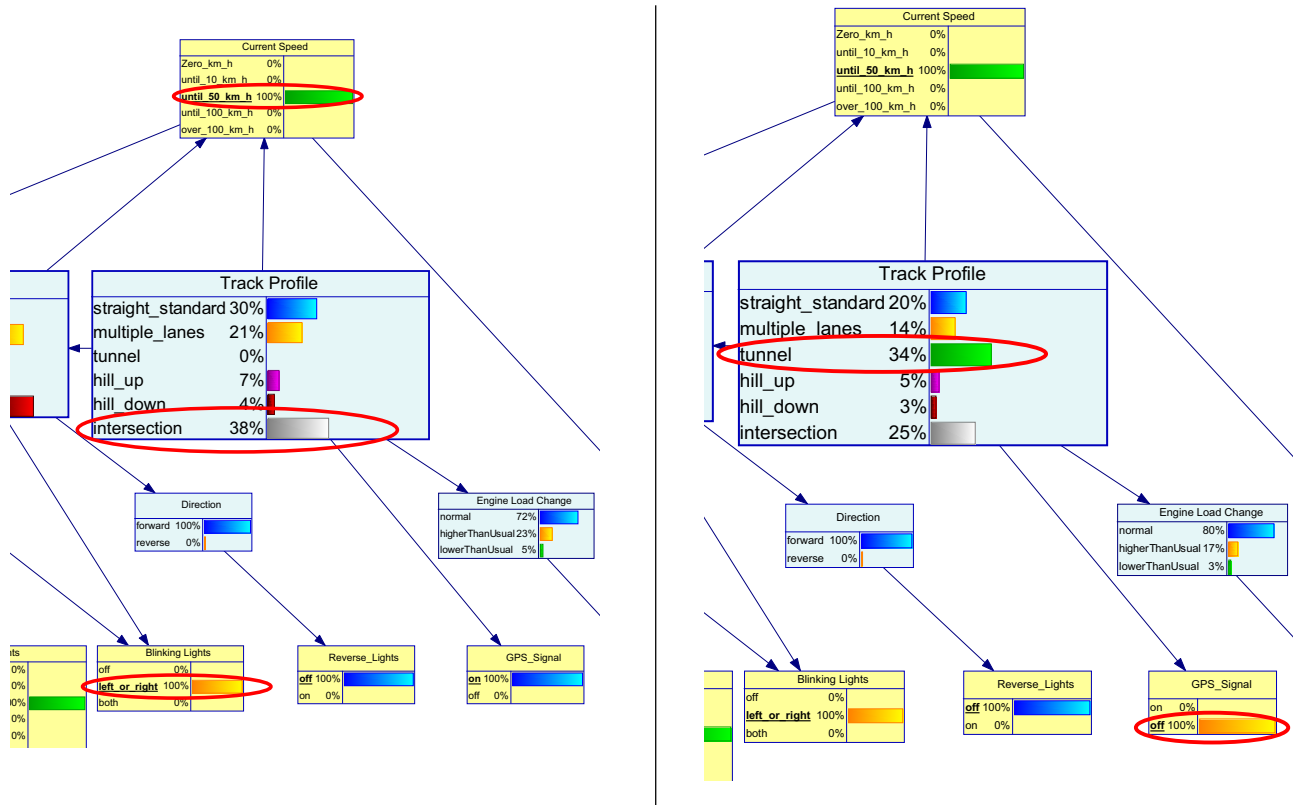 Current Speed
Zero_km_h 0%
until_10_km_h 0%
until_50_km_h 100%
until_100_km_h 0%
over_100_km_h 0%
Track Profile
straight_standard 30%
multiple_lanes 21%
tunnel 0%
hill_up 7%
hill_down 4%
intersection 38%
Direction
forward 100%
reverse 0%
Engine Load Change
normal 72%
higherThanUsual 23%
lowerThanUsual 5%
0%
0%
0%
0%
Blinking Lights
off 0%
left_or_right 100%
both 0%
Reverse_Lights
off 100%
on 0%
GPS_Signal
on 100%
off 0%
Current Speed
Zero_km_h 0%
until_10_km_h 0%
until_50_km_h 100%
until_100_km_h 0%
over_100_km_h 0%
Track Profile
straight_standard 20%
multiple_lanes 14%
tunnel 34%
hill_up 5%
hill_down 3%
intersection 25%
Direction
forward 100%
reverse 0%
Engine Load Change
normal 80%
higherThanUsual 17%
lowerThanUsual 3%
Blinking Lights
off 0%
left_or_right 100%
both 0%
Reverse_Lights
off 100%
on 0%
GPS_Signal
on 0%
off 100%